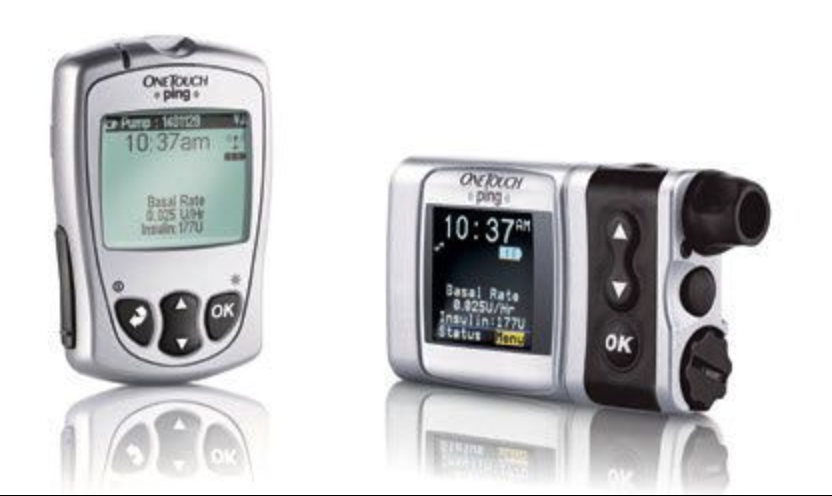 ONETOUCH
ping
Pump : 1401129
10:37am
Basal Rate
0.025 U/Hr
Insulin:177U
OK
ONETOUCH
ping
10:37AM
Basal Rate
0.025U/Hr
Insulin:177U
Status Menu
OK